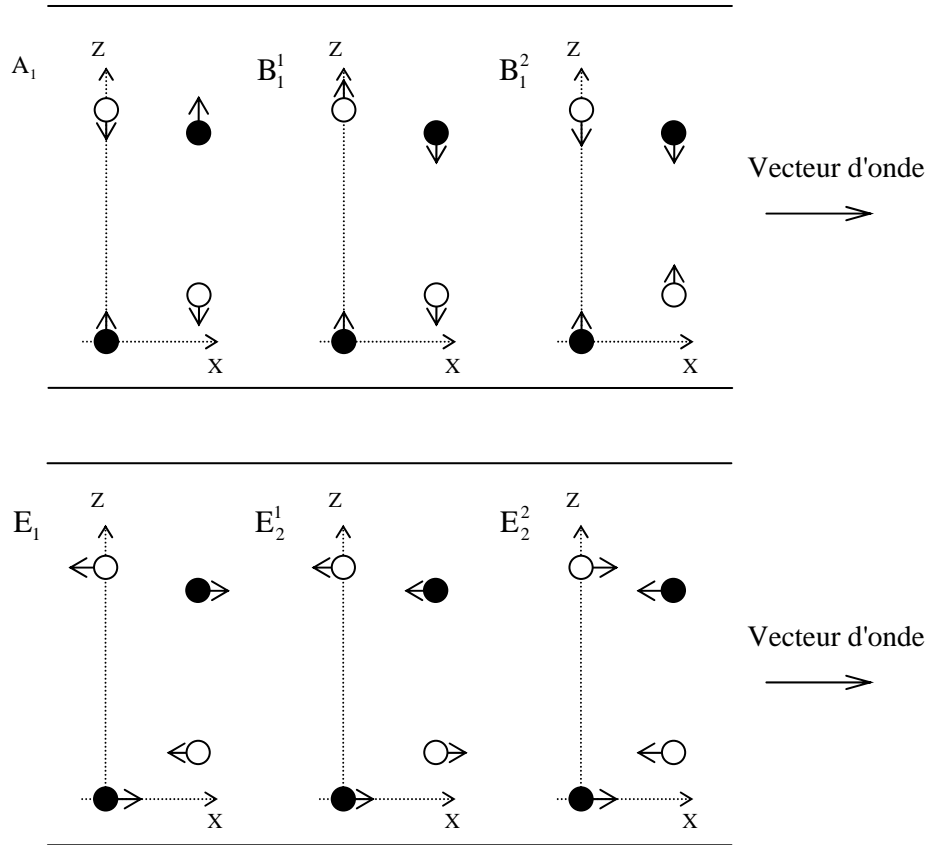 Z Z Z
A₁ B₁¹ B₁²
Vecteur d'onde
X X X
Z Z Z
E₁ E₂¹ E₂²
Vecteur d'onde
X X X